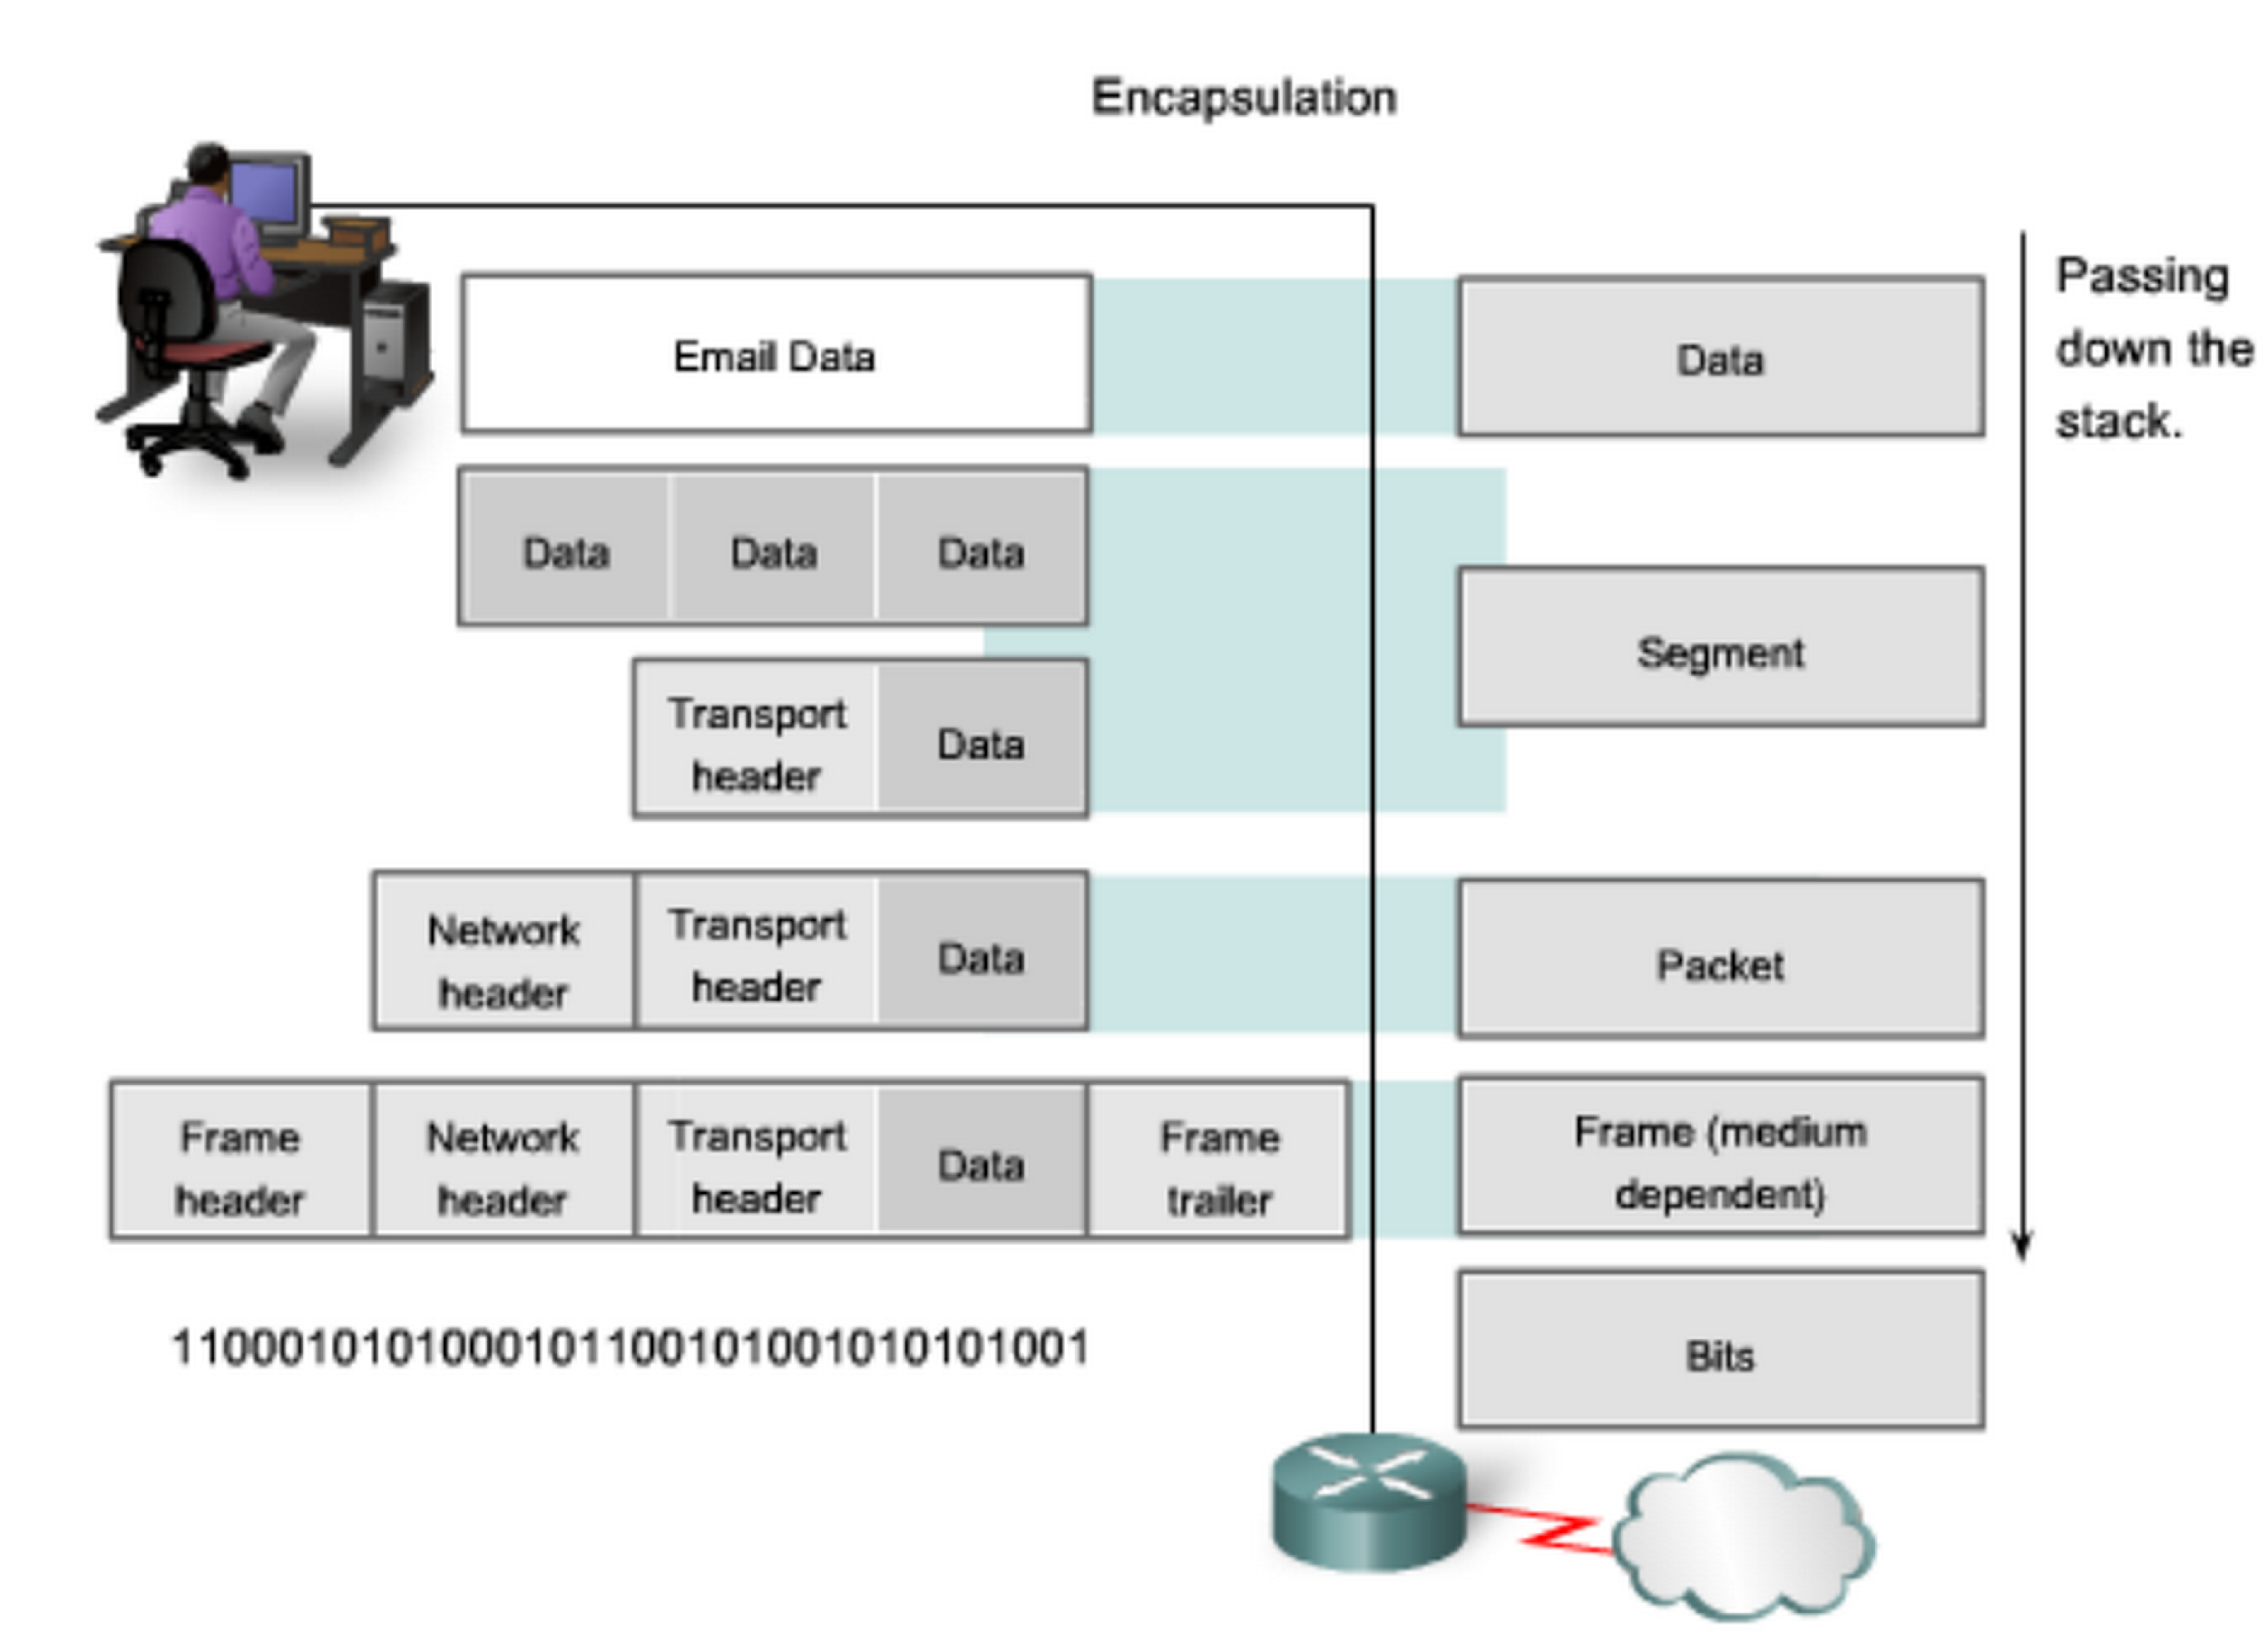 Encapsulation
Passing
down the
stack.
Email Data
Data
Data Data Data
Segment
Transport
header
Data
Network
header
Transport
header
Data
Packet
Frame
header
Network
header
Transport
header
Data
Frame
trailer
Frame (medium
dependent)
1100010101000101100101001010101001
Bits